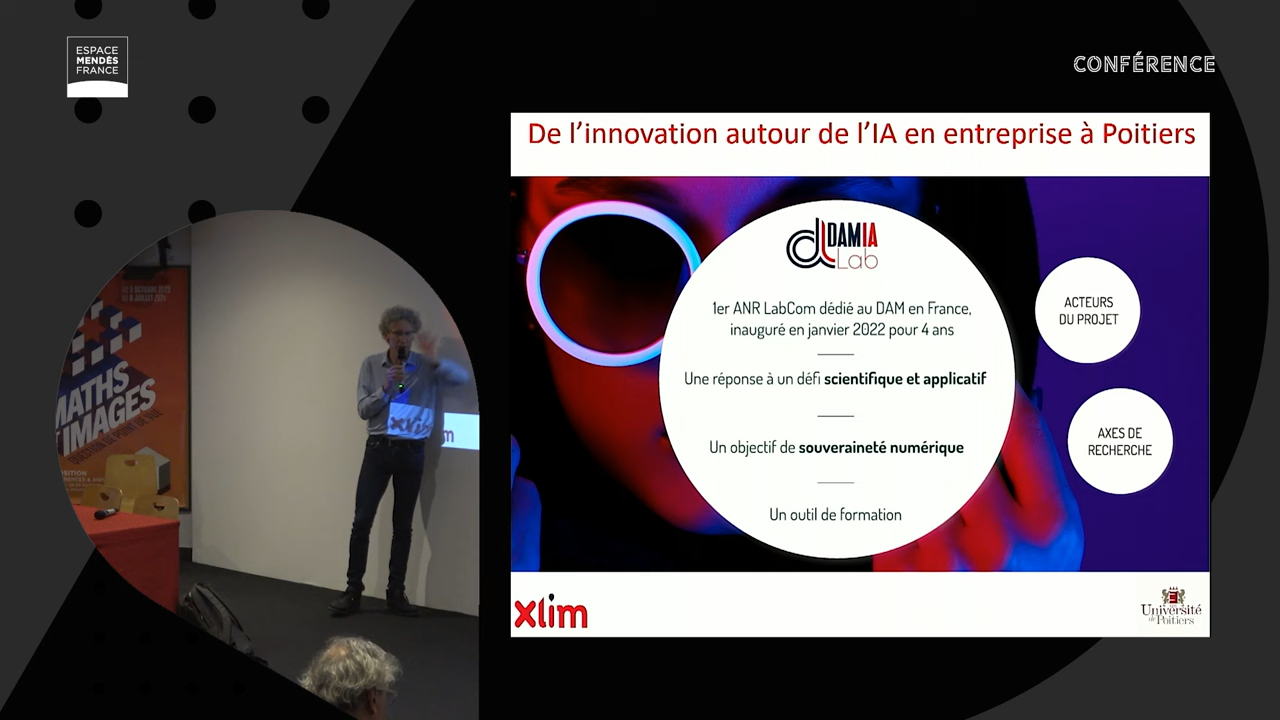 ESPACE
MENDÈS
FRANCE
CONFÉRENCE
De l'innovation autour de l'IA en entreprise à Poitiers
DAMIA
Lab
1er ANR LabCom dédié au DAM en France,
inauguré en janvier 2022 pour 4 ans
Une réponse à un défi scientifique et applicatif
Un objectif de souveraineté numérique
Un outil de formation
ACTEURS
DU PROJET
AXES DE
RECHERCHE
xlim
Université
de Poitiers
MATHS
IMAGES